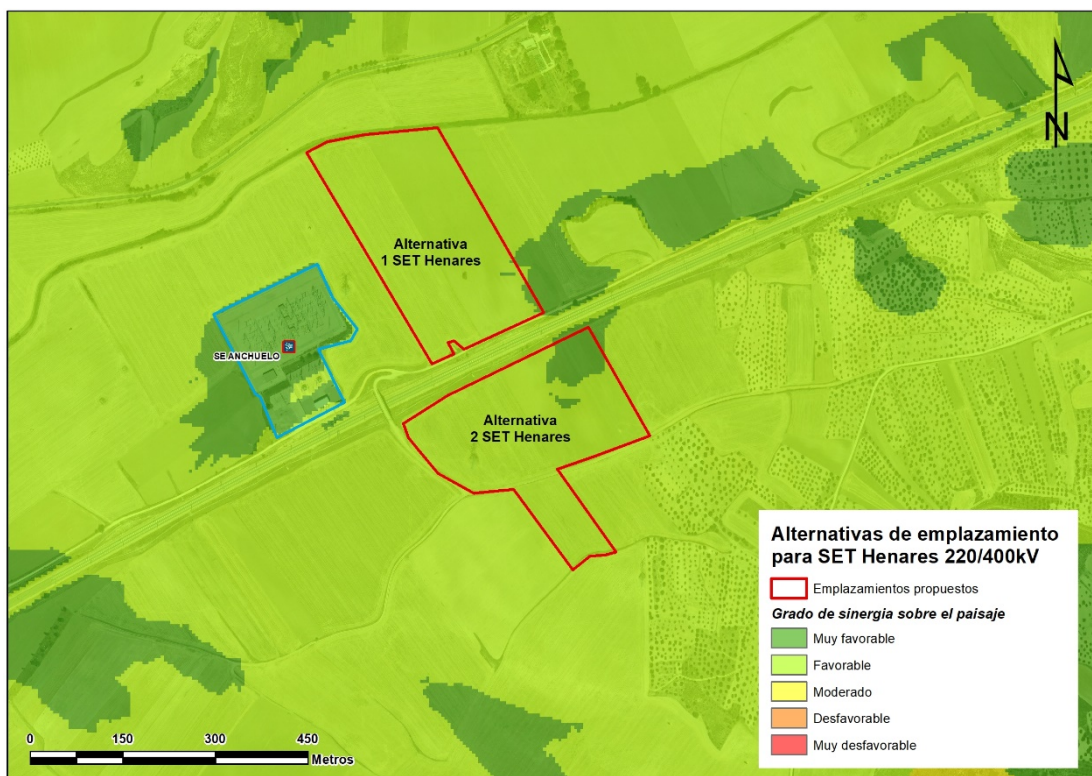 N
Alternativa
1 SET Henares
SE ANCHUELO
Alternativa
2 SET Henares
Alternativas de emplazamiento
para SET Henares 220/400kV
Emplazamientos propuestos
Grado de sinergia sobre el paisaje
Muy favorable
Favorable
Moderado
Desfavorable
Muy desfavorable
0 150 300 450
Metros